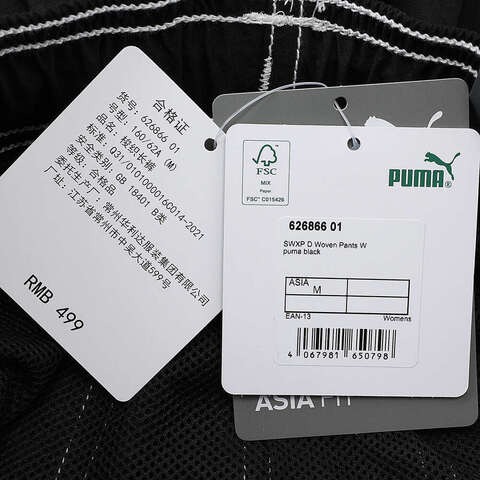 合格证
货号: 626866 01
号型: 160/62A (M)
品名: 梭织长裤
标准: Q31/0101000016C014-2021
安全类别: GB 18401 B类
等级: 合格品
委托生产厂: 常州华利达服装集团有限公司
厂址: 江苏省常州市中吴大道599号
RMB 499
FSC
MIX
Paper
FSC® C015426
PUMA
626866 01
SWXP D Woven Pants W
puma black
ASIA
M
EAN-13 Womens
4 067981 650798
ASIA FIT